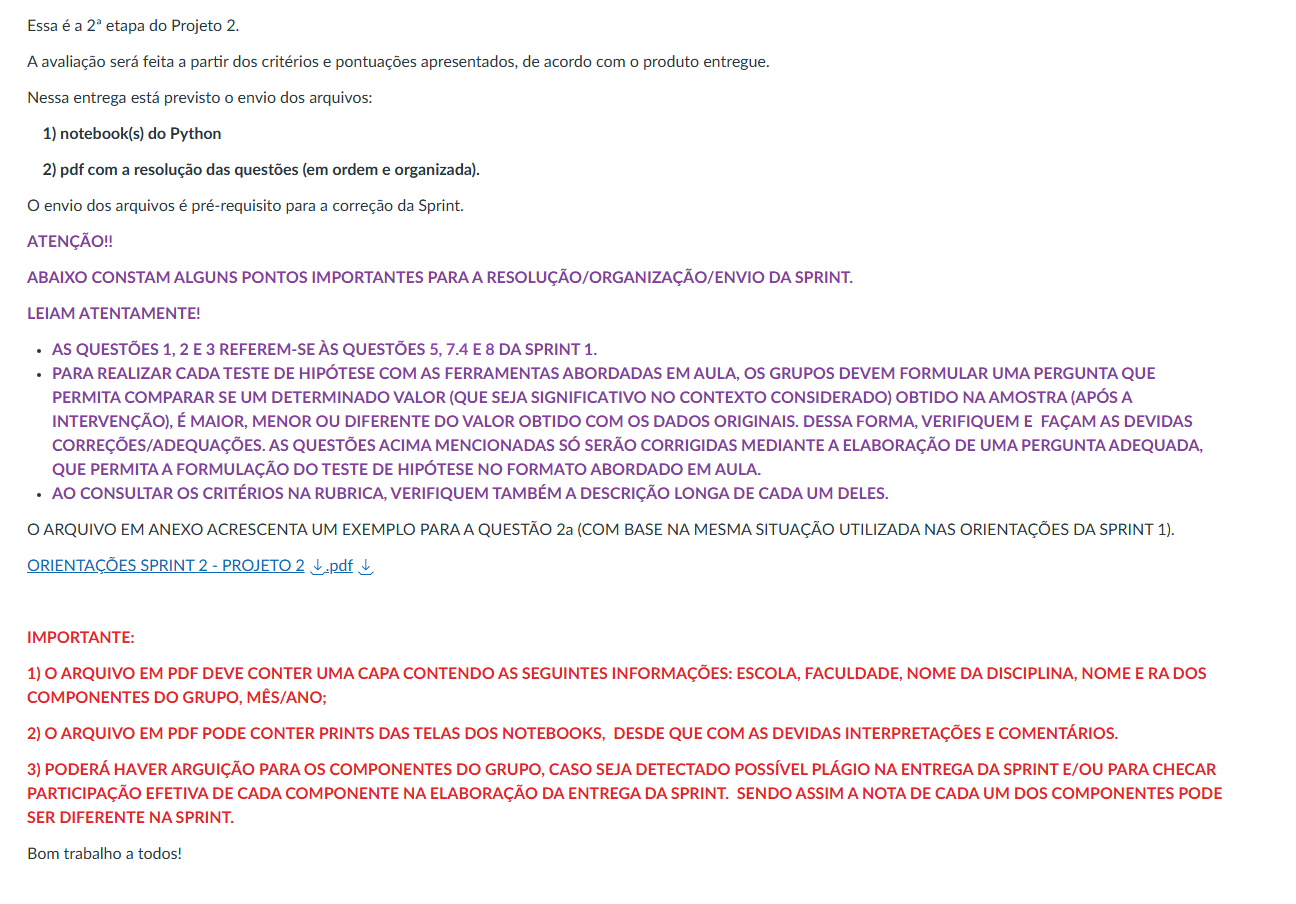 Essa é a 2ª etapa do Projeto 2.
A avaliação será feita a partir dos critérios e pontuações apresentados, de acordo com o produto entregue.
Nessa entrega está previsto o envio dos arquivos:
1) notebook(s) do Python
2) pdf com a resolução das questões (em ordem e organizada).
O envio dos arquivos é pré-requisito para a correção da Sprint.
ATENÇÃO!!
ABAIXO CONSTAM ALGUNS PONTOS IMPORTANTES PARA A RESOLUÇÃO/ORGANIZAÇÃO/ENVIO DA SPRINT.
LEIAM ATENTAMENTE!
• AS QUESTÕES 1, 2 E 3 REFEREM-SE ÀS QUESTÕES 5, 7.4 E 8 DA SPRINT 1.
• PARA REALIZAR CADA TESTE DE HIPÓTESE COM AS FERRAMENTAS ABORDADAS EM AULA, OS GRUPOS DEVEM FORMULAR UMA PERGUNTA QUE
PERMITA COMPARAR SE UM DETERMINADO VALOR (QUE SEJA SIGNIFICATIVO NO CONTEXTO CONSIDERADO) OBTIDO NA AMOSTRA (APÓS A
INTERVENÇÃO), É MAIOR, MENOR OU DIFERENTE DO VALOR OBTIDO COM OS DADOS ORIGINAIS. DESSA FORMA, VERIFIQUEM E FAÇAM AS DEVIDAS
CORREÇÕES/ADEQUAÇÕES. AS QUESTÕES ACIMA MENCIONADAS SÓ SERÃO CORRIGIDAS MEDIANTE A ELABORAÇÃO DE UMA PERGUNTA ADEQUADA,
QUE PERMITA A FORMULAÇÃO DO TESTE DE HIPÓTESE NO FORMATO ABORDADO EM AULA.
• AO CONSULTAR OS CRITÉRIOS NA RUBRICA, VERIFIQUEM TAMBÉM A DESCRIÇÃO LONGA DE CADA UM DELES.
O ARQUIVO EM ANEXO ACRESCENTA UM EXEMPLO PARA A QUESTÃO 2a (COM BASE NA MESMA SITUAÇÃO UTILIZADA NAS ORIENTAÇÕES DA SPRINT 1).
ORIENTAÇÕES SPRINT 2 - PROJETO 2 .pdf
IMPORTANTE:
1) O ARQUIVO EM PDF DEVE CONTER UMA CAPA CONTENDO AS SEGUINTES INFORMAÇÕES: ESCOLA, FACULDADE, NOME DA DISCIPLINA, NOME E RA DOS
COMPONENTES DO GRUPO, MÊS/ANO;
2) O ARQUIVO EM PDF PODE CONTER PRINTS DAS TELAS DOS NOTEBOOKS, DESDE QUE COM AS DEVIDAS INTERPRETAÇÕES E COMENTÁRIOS.
3) PODERÁ HAVER ARGUIÇÃO PARA OS COMPONENTES DO GRUPO, CASO SEJA DETECTADO POSSÍVEL PLÁGIO NA ENTREGA DA SPRINT E/OU PARA CHECAR
PARTICIPAÇÃO EFETIVA DE CADA COMPONENTE NA ELABORAÇÃO DA ENTREGA DA SPRINT. SENDO ASSIM A NOTA DE CADA UM DOS COMPONENTES PODE
SER DIFERENTE NA SPRINT.
Bom trabalho a todos!